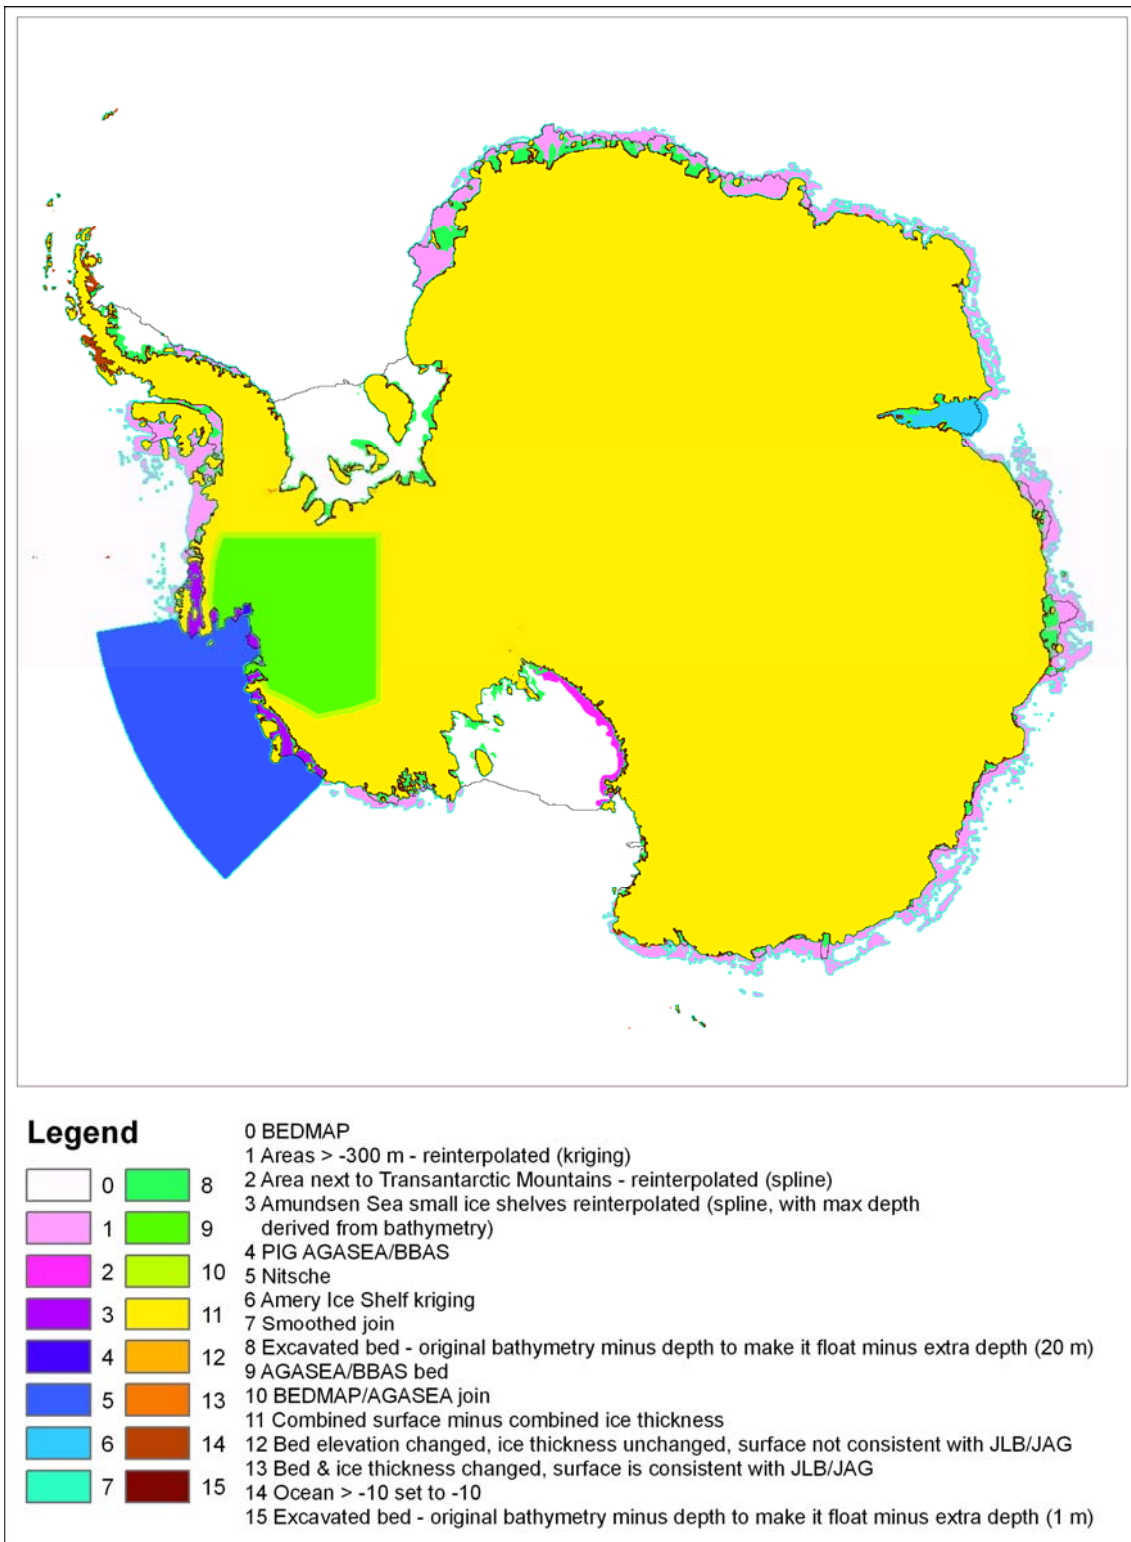 Legend
0
1
2
3
4
5
6
7
8
9
10
11
12
13
14
15
0 BEDMAP
1 Areas > -300 m - reinterpolated (kriging)
2 Area next to Transantarctic Mountains - reinterpolated (spline)
3 Amundsen Sea small ice shelves reinterpolated (spline, with max depth
derived from bathymetry)
4 PIG AGASEA/BBAS
5 Nitsche
6 Amery Ice Shelf kriging
7 Smoothed join
8 Excavated bed - original bathymetry minus depth to make it float minus extra depth (20 m)
9 AGASEA/BBAS bed
10 BEDMAP/AGASEA join
11 Combined surface minus combined ice thickness
12 Bed elevation changed, ice thickness unchanged, surface not consistent with JLB/JAG
13 Bed & ice thickness changed, surface is consistent with JLB/JAG
14 Ocean > -10 set to -10
15 Excavated bed - original bathymetry minus depth to make it float minus extra depth (1 m)